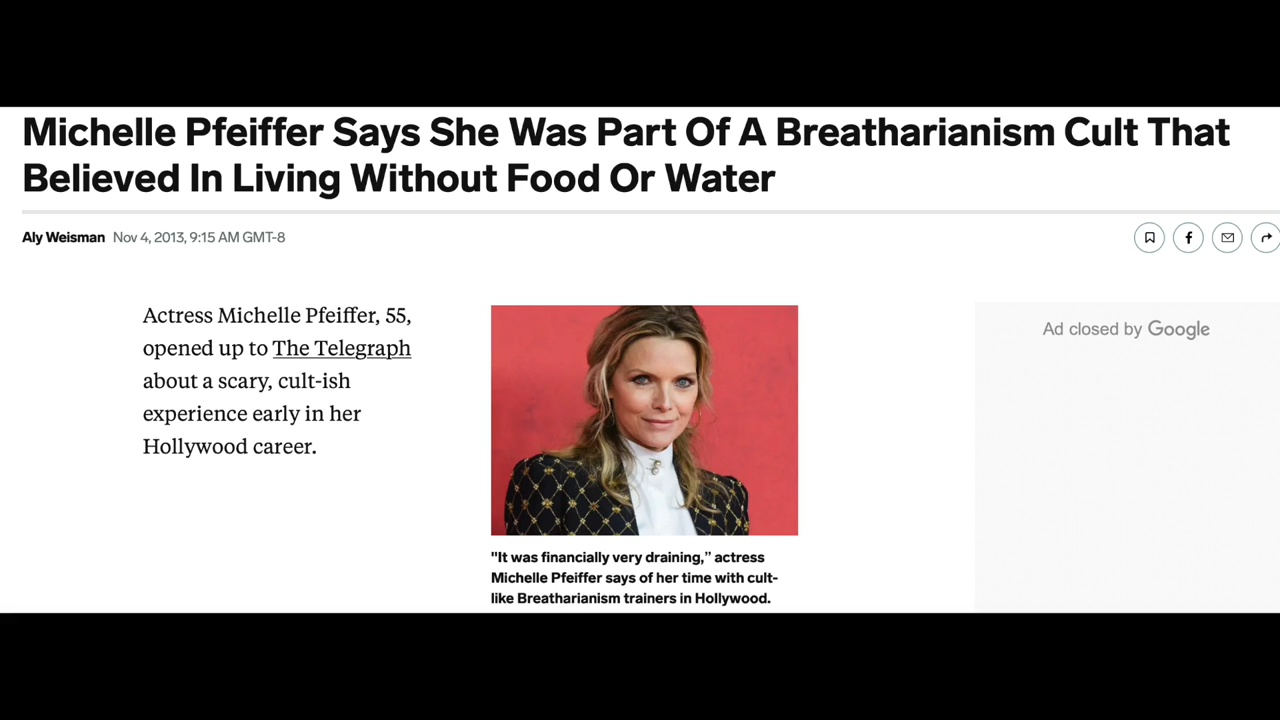 Michelle Pfeiffer Says She Was Part Of A Breatharianism Cult That
Believed In Living Without Food Or Water
Aly Weisman Nov 4, 2013, 9:15 AM GMT-8
Actress Michelle Pfeiffer, 55,
opened up to The Telegraph
about a scary, cult-ish
experience early in her
Hollywood career.
Ad closed by Google
"It was financially very draining,” actress
Michelle Pfeiffer says of her time with cult-
like Breatharianism trainers in Hollywood.